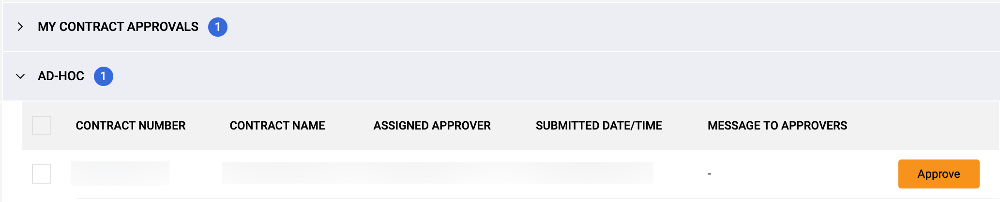 MY CONTRACT APPROVALS 1
AD-HOC 1
CONTRACT NUMBER CONTRACT NAME ASSIGNED APPROVER SUBMITTED DATE/TIME MESSAGE TO APPROVERS
- Approve